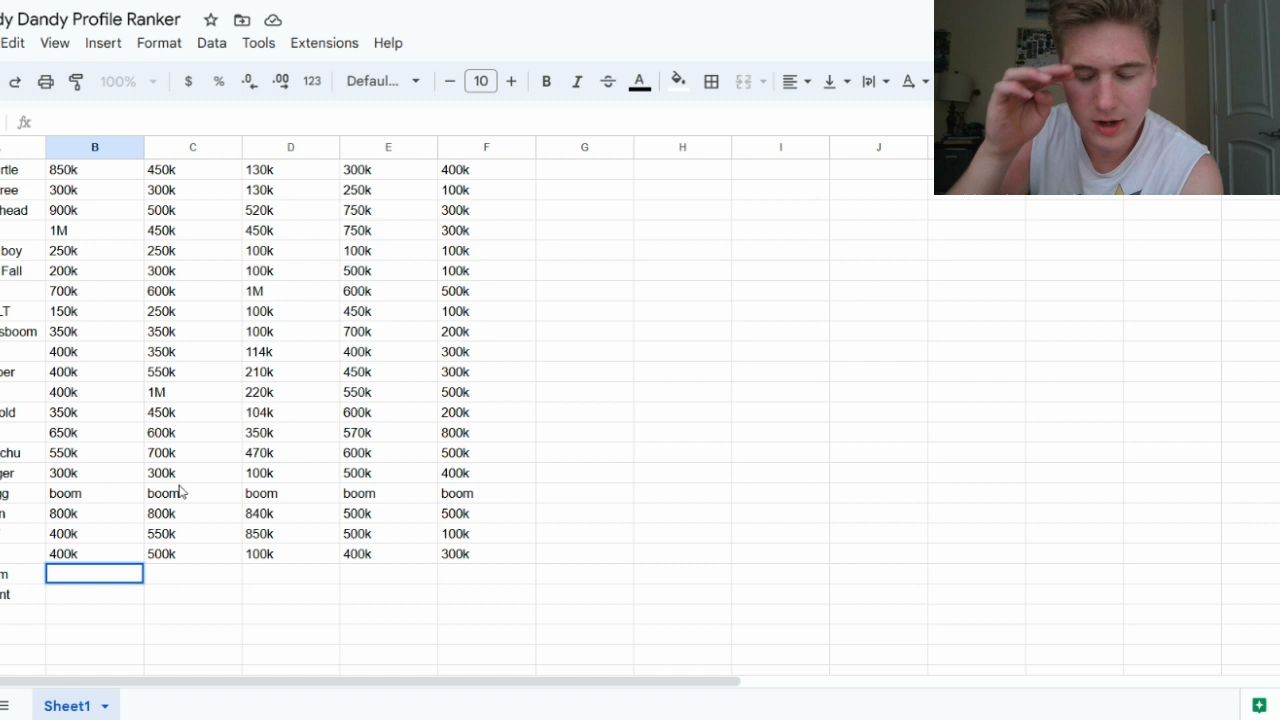 dy Dandy Profile Ranker
Edit View Insert Format Data Tools Extensions Help
100% $ % .0 .00 123 Defaul... - 10 + B I S A
fx
B C D E F G H I J
rtle 850k 450k 130k 300k 400k
ree 300k 300k 130k 250k 100k
head 900k 500k 520k 750k 300k
1M 450k 450k 750k 300k
boy 250k 250k 100k 100k 100k
Fall 200k 300k 100k 500k 100k
700k 600k 1M 600k 500k
LT 150k 250k 100k 450k 100k
sboom 350k 350k 100k 700k 200k
400k 350k 114k 400k 300k
per 400k 550k 210k 450k 300k
400k 1M 220k 550k 500k
old 350k 450k 104k 600k 200k
650k 600k 350k 570k 800k
chu 550k 700k 470k 600k 500k
ger 300k 300k 100k 500k 400k
gg boom boom boom boom boom
n 800k 800k 840k 500k 500k
400k 550k 850k 500k 100k
400k 500k 100k 400k 300k
m
nt
Sheet1